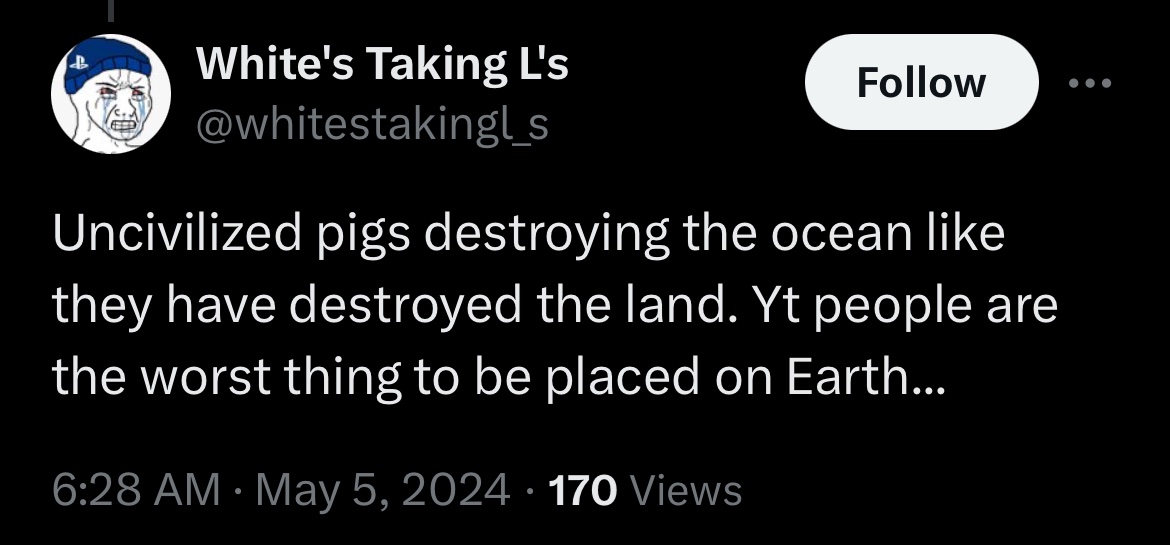 White's Taking L's
Follow
@whitestakingl_s
Uncivilized pigs destroying the ocean like
they have destroyed the land. Yt people are
the worst thing to be placed on Earth...
6:28 AM · May 5, 2024 · 170 Views